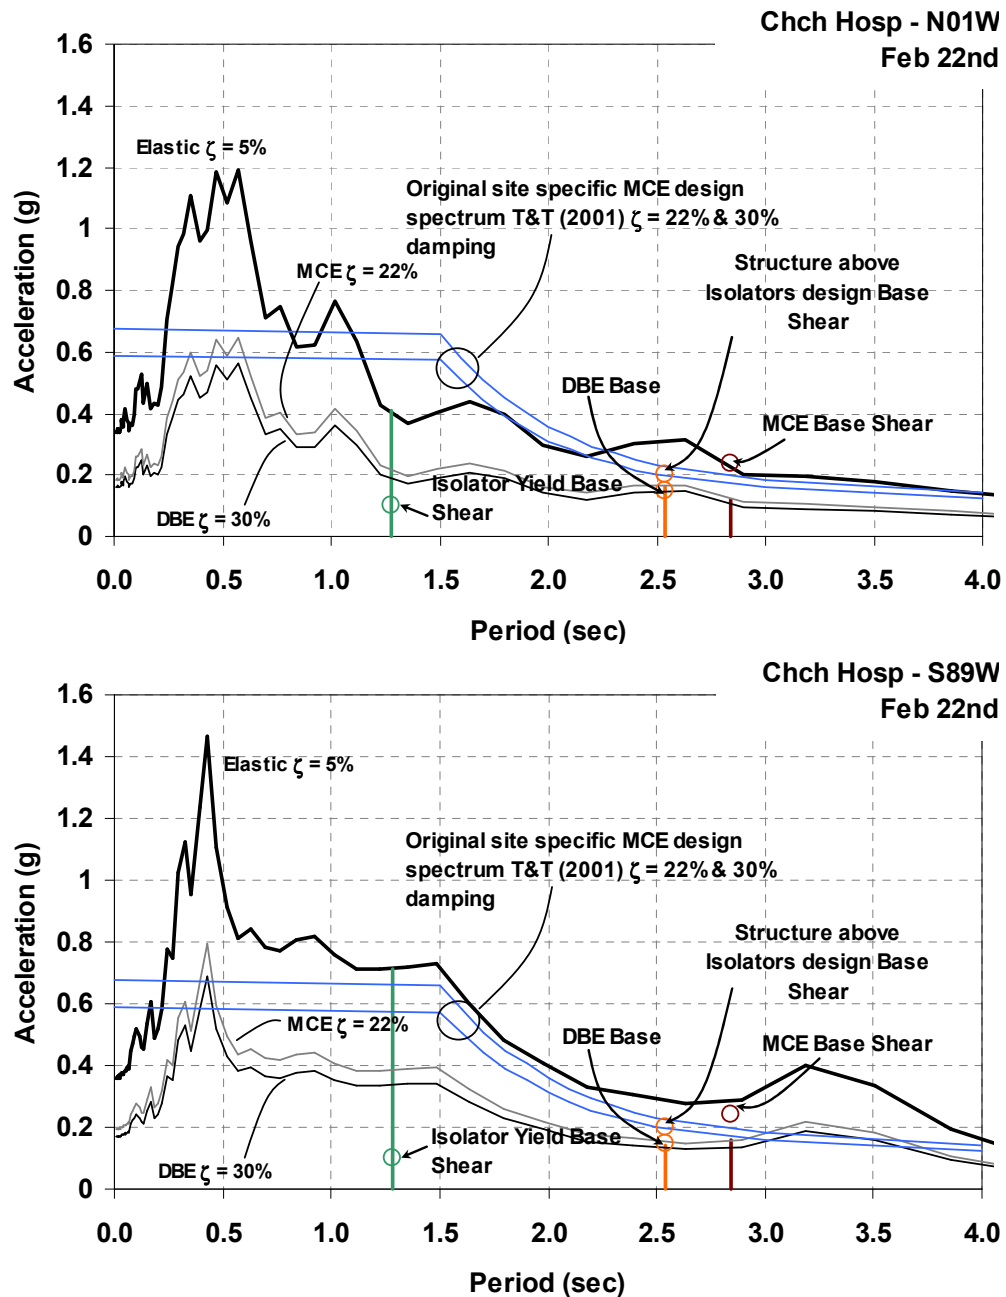 Chch Hosp - N01W
Feb 22nd
1.6
1.4
1.2
1
0.8
0.6
0.4
0.2
0
Acceleration (g)
Elastic ζ = 5%
Original site specific MCE design
spectrum T&T (2001) ζ = 22% & 30%
damping
MCE ζ = 22%
Structure above
Isolators design Base
Shear
DBE Base
MCE Base Shear
Isolator Yield Base
Shear
DBE ζ = 30%
0.0 0.5 1.0 1.5 2.0 2.5 3.0 3.5 4.0
Period (sec)
Chch Hosp - S89W
Feb 22nd
1.6
1.4
1.2
1
0.8
0.6
0.4
0.2
0
Acceleration (g)
Elastic ζ = 5%
Original site specific MCE design
spectrum T&T (2001) ζ = 22% & 30%
damping
Structure above
Isolators design Base
Shear
MCE ζ = 22%
DBE Base
MCE Base Shear
Isolator Yield Base
Shear
DBE ζ = 30%
0.0 0.5 1.0 1.5 2.0 2.5 3.0 3.5 4.0
Period (sec)